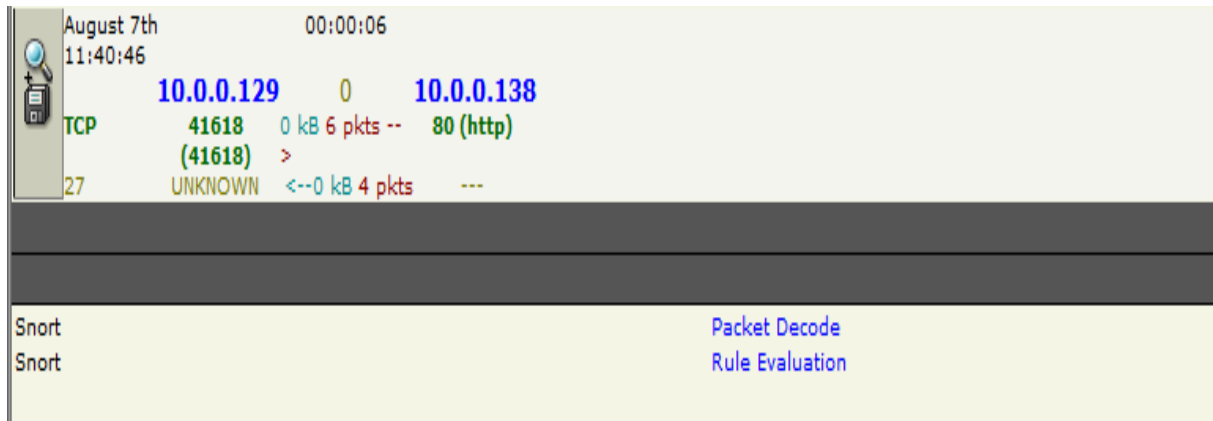 August 7th 00:00:06
11:40:46
10.0.0.129 0 10.0.0.138
TCP 41618 0 kB 6 pkts -- 80 (http)
(41618) >
27 UNKNOWN <--0 kB 4 pkts ---
Snort Packet Decode
Snort Rule Evaluation